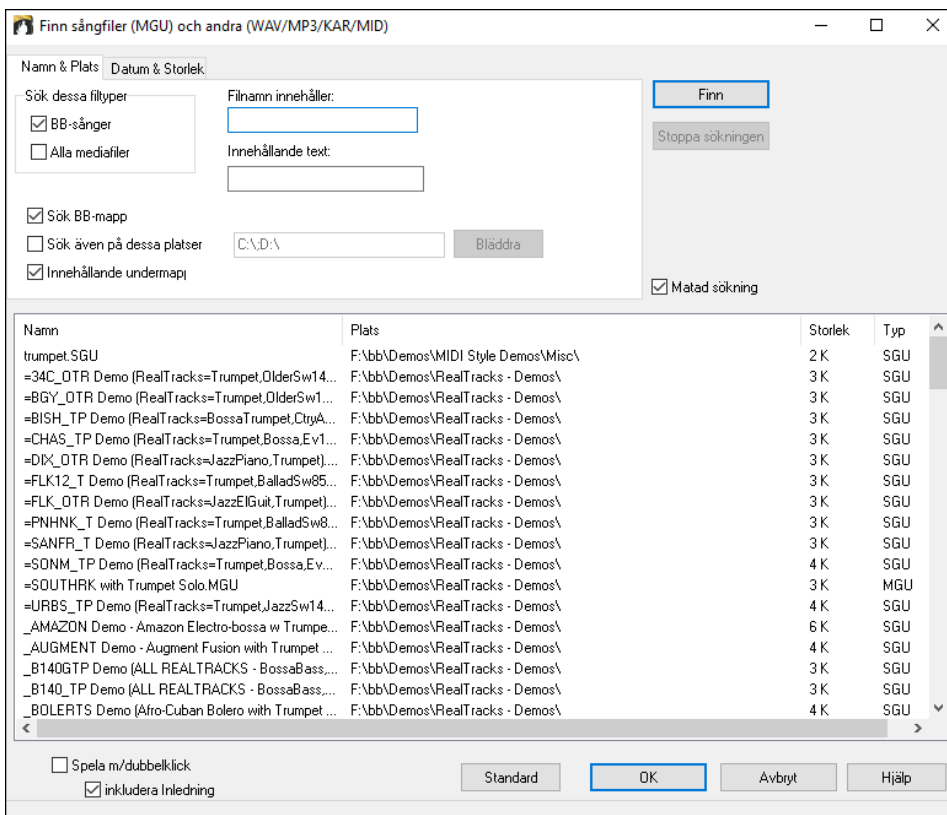 Finn sångfiler (MGU) och andra (WAV/MP3/KAR/MID)
Namn & Plats Datum & Storlek
Sök dessa filtyper
BB-sånger
Alla mediafiler
Filnamn innehåller:
Innehållande text:
Finn
Stoppa sökningen
Sök BB-mapp
Sök även på dessa platser C:\;D:\ Bläddra
Innehållande undermapp
Matad sökning
Namn Plats Storlek Typ
trumpet.SGU F:\bb\Demos\MIDI Style Demos\Misc\ 2 K SGU
=34C_OTR Demo (RealTracks=Trumpet,OlderSw14... F:\bb\Demos\RealTracks - Demos\ 3 K SGU
=BGY_OTR Demo (RealTracks=Trumpet,OlderSw1... F:\bb\Demos\RealTracks - Demos\ 3 K SGU
=BISH_TP Demo (RealTracks=BossaTrumpet,CtryA... F:\bb\Demos\RealTracks - Demos\ 3 K SGU
=CHAS_TP Demo (RealTracks=Trumpet,Bossa,Ev1... F:\bb\Demos\RealTracks - Demos\ 3 K SGU
=DIX_OTR Demo (RealTracks=JazzPiano,Trumpet).... F:\bb\Demos\RealTracks - Demos\ 3 K SGU
=FLK12_T Demo (RealTracks=Trumpet,BalladSw85... F:\bb\Demos\RealTracks - Demos\ 3 K SGU
=FLK_OTR Demo (RealTracks=JazzElGuit,Trumpet)... F:\bb\Demos\RealTracks - Demos\ 3 K SGU
=PNHNK_T Demo (RealTracks=Trumpet,BalladSw8... F:\bb\Demos\RealTracks - Demos\ 3 K SGU
=SANFR_T Demo (RealTracks=JazzPiano,Trumpet)... F:\bb\Demos\RealTracks - Demos\ 3 K SGU
=SONM_TP Demo (RealTracks=Trumpet,Bossa,Ev... F:\bb\Demos\RealTracks - Demos\ 4 K SGU
=SOUTHRK with Trumpet Solo.MGU F:\bb\Demos\RealTracks - Demos\ 3 K MGU
=URBS_TP Demo (RealTracks=Trumpet,JazzSw14... F:\bb\Demos\RealTracks - Demos\ 4 K SGU
_AMAZON Demo - Amazon Electro-bossa w Trumpe... F:\bb\Demos\RealTracks - Demos\ 6 K SGU
_AUGMENT Demo - Augment Fusion with Trumpet ... F:\bb\Demos\RealTracks - Demos\ 4 K SGU
_B140GTP Demo (ALL REALTRACKS - BossaBass,... F:\bb\Demos\RealTracks - Demos\ 3 K SGU
_B140_TP Demo (ALL REALTRACKS - BossaBass,... F:\bb\Demos\RealTracks - Demos\ 3 K SGU
_BOLERTS Demo (Afro-Cuban Bolero with Trumpet ... F:\bb\Demos\RealTracks - Demos\ 4 K SGU
Spela m/dubbelklick
inkludera Inledning
Standard OK Avbryt Hjälp